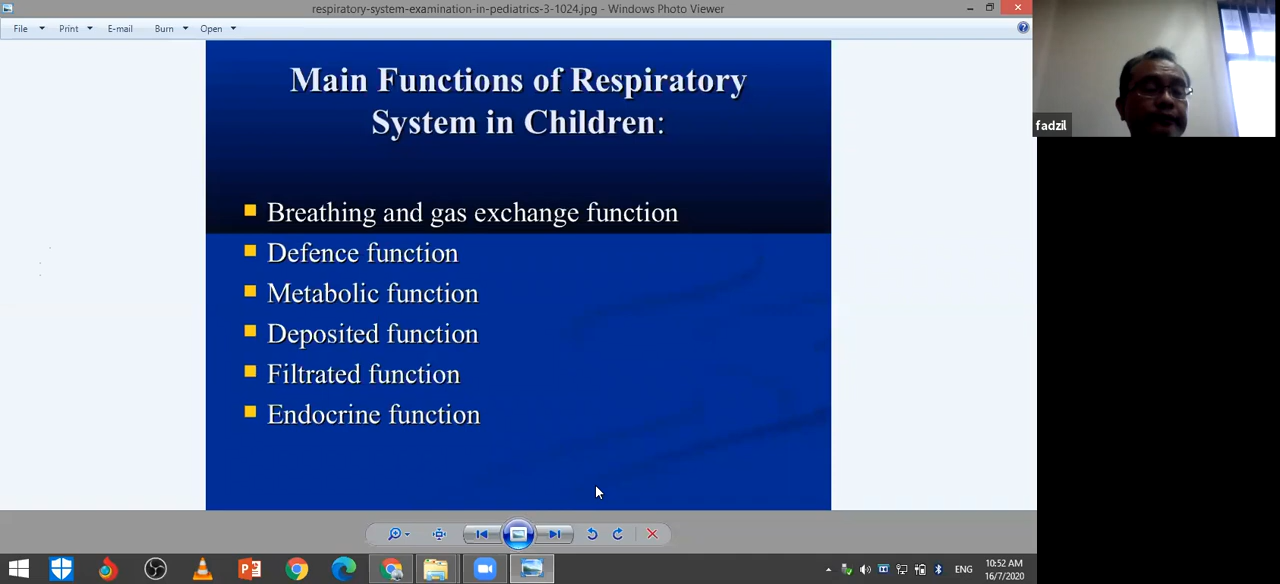 respiratory-system-examination-in-pediatrics-3-1024.jpg - Windows Photo Viewer
File Print E-mail Burn Open
Main Functions of Respiratory
System in Children:
Breathing and gas exchange function
Defence function
Metabolic function
Deposited function
Filtrated function
Endocrine function
fadzil
ENG
10:52 AM
16/7/2020